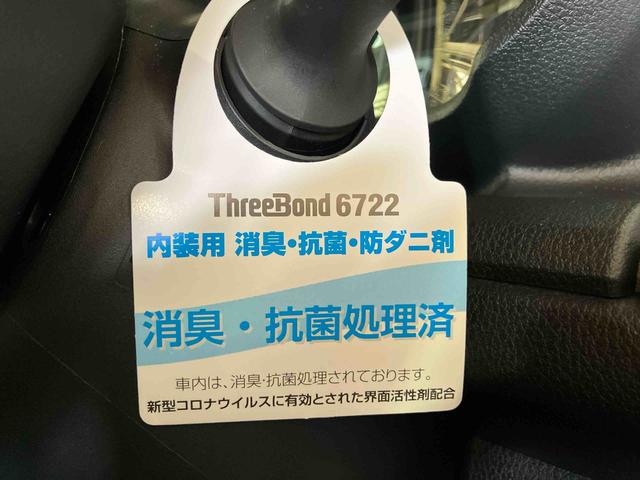 ThreeBond 6722
内装用 消臭・抗菌・防ダニ剤
消臭・抗菌処理済
車内は、消臭・抗菌処理されております。
新型コロナウイルスに有効とされた界面活性剤配合